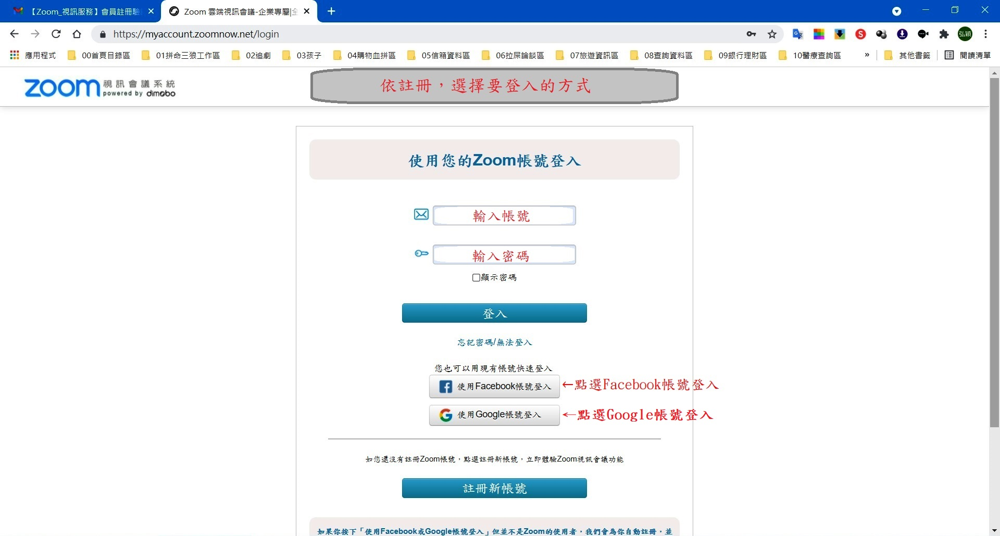 【Zoom_視訊服務】會員註冊驗
Zoom 雲端視訊會議-企業專屬|全
https://myaccount.zoomnow.net/login
弘穎
應用程式
00首頁目錄區
01拼命三狼工作區
02追劇
03孩子
04購物血拼區
05信箱資料區
06拉屎論談區
07旅遊資訊區
08查詢資料區
09銀行理財區
10醫療查詢區
»
其他書籤
閱讀清單
zoom 視訊會議系統
powered by dimobo
依註冊，選擇要登入的方式
使用您的Zoom帳號登入
輸入帳號
輸入密碼
顯示密碼
登入
忘記密碼/無法登入
您也可以用現有帳號快速登入
使用Facebook帳號登入 ←點選Facebook帳號登入
使用Google帳號登入 ←點選Google帳號登入
如您還沒有註冊Zoom帳號，點選註冊新帳號，立即體驗Zoom視訊會議功能
註冊新帳號
如果你按下「使用Facebook或Google帳號登入」但並不是Zoom的使用者，我們會為你自動註冊，並